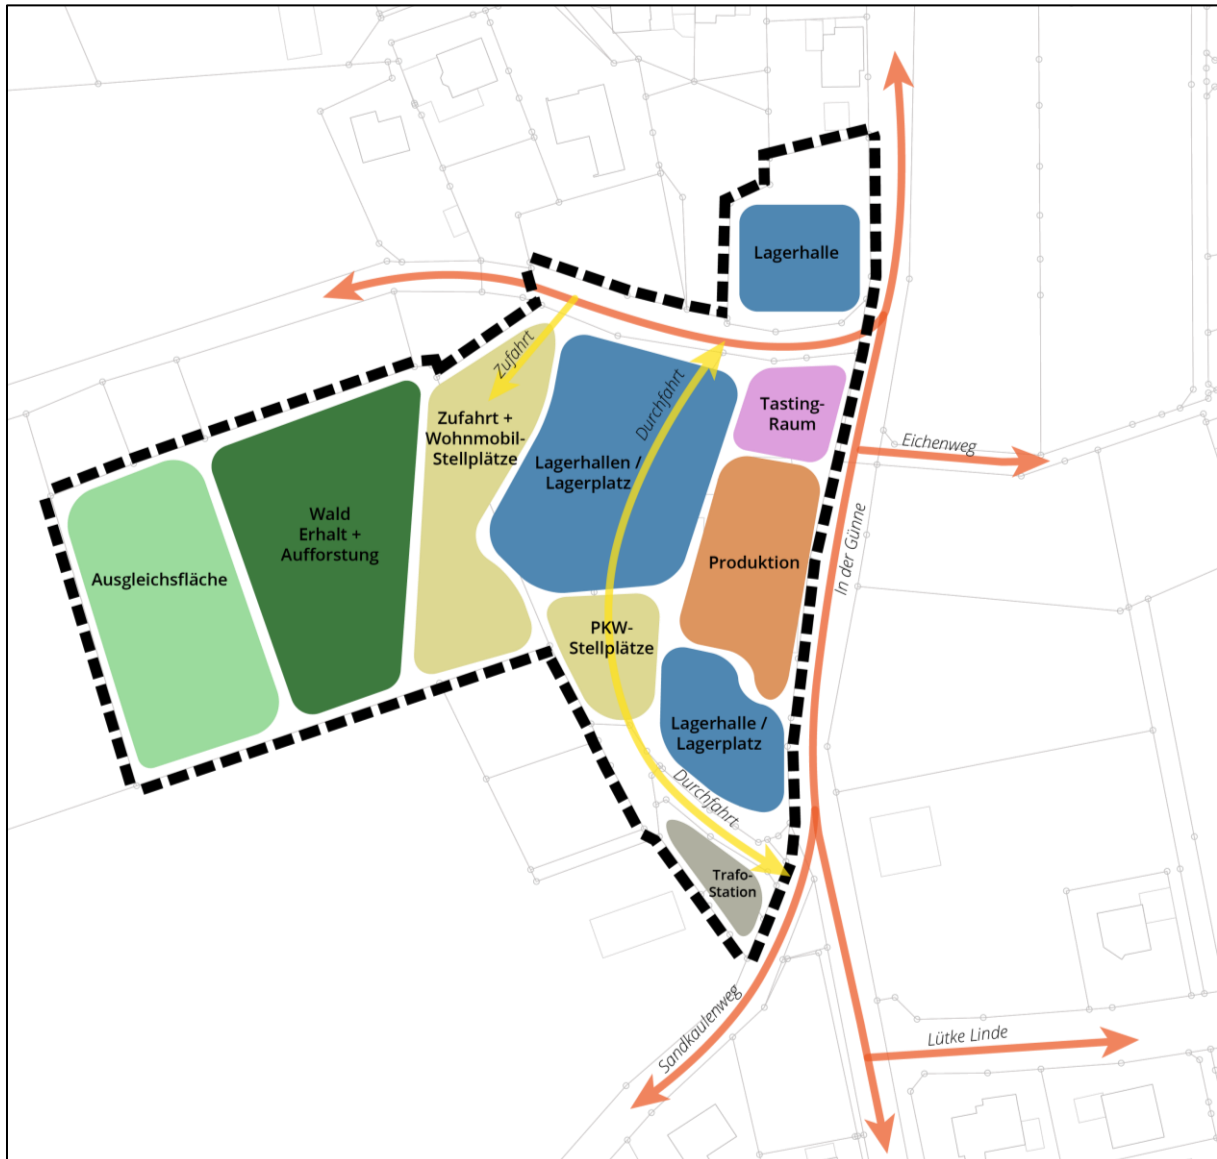 Lagerhalle
Zufahrt
Durchfahrt
Zufahrt +
Wohnmobil-
Stellplätze
Tasting-
Raum
Eichenweg
Lagerhallen /
Lagerplatz
Wald
Erhalt +
Aufforstung
Ausgleichsfläche
Produktion
In der Günne
PKW-
Stellplätze
Lagerhalle /
Lagerplatz
Durchfahrt
Trafo-
Station
Sandkaulenweg
Lütke Linde